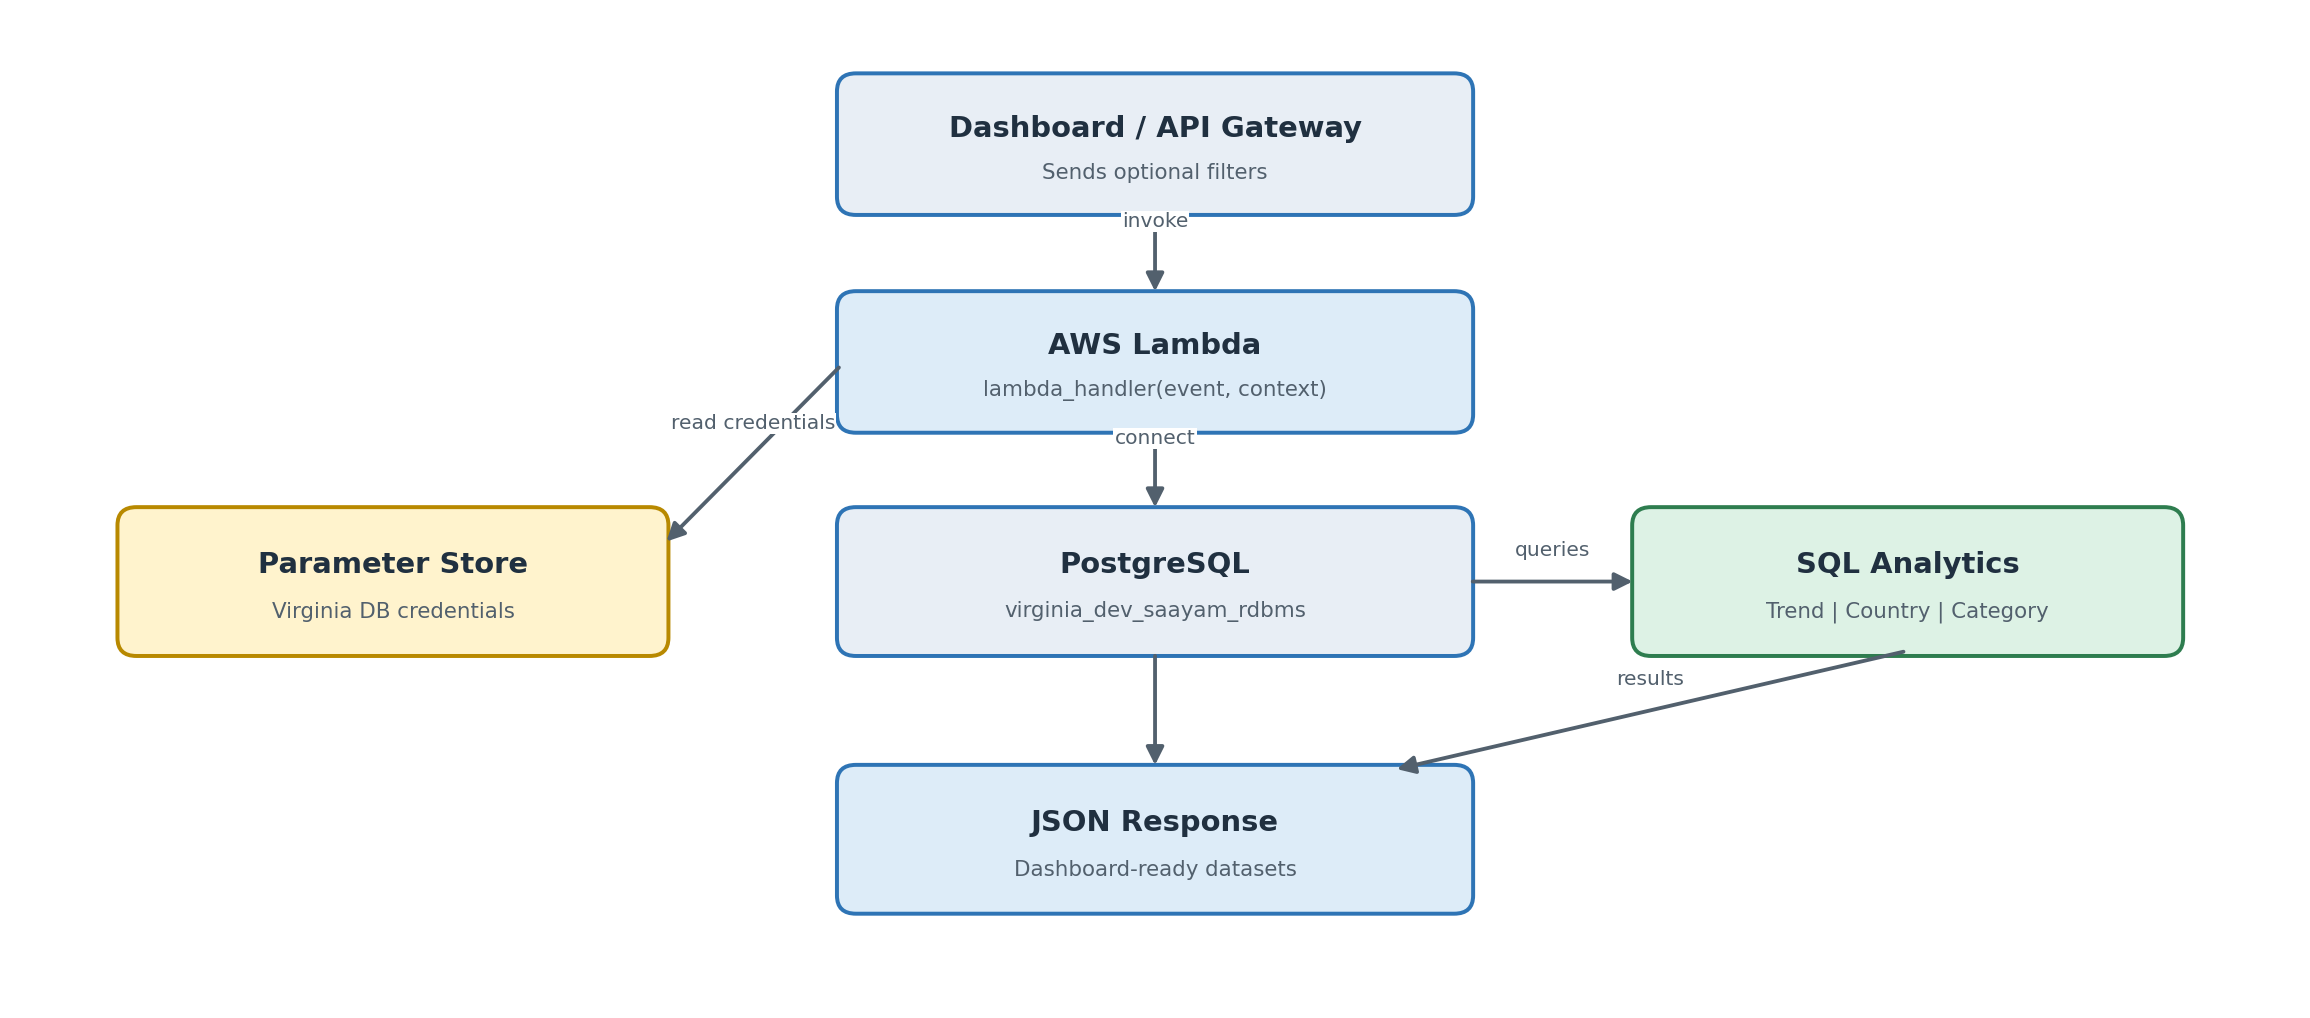 Dashboard / API Gateway
Sends optional filters
invoke
AWS Lambda
lambda_handler(event, context)
read credentials
connect
Parameter Store
Virginia DB credentials
PostgreSQL
virginia_dev_saayam_rdbms
queries
SQL Analytics
Trend | Country | Category
results
JSON Response
Dashboard-ready datasets